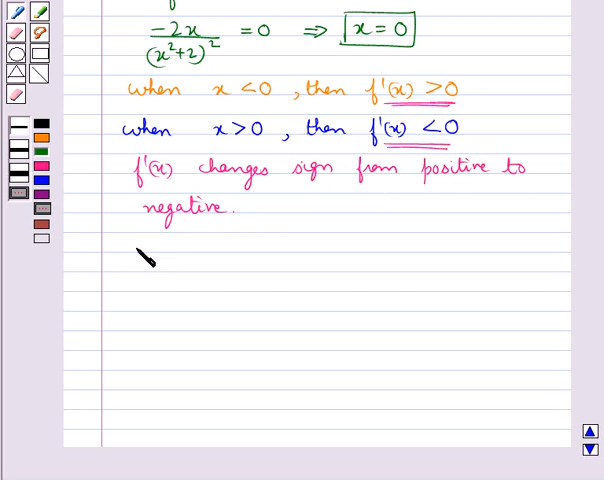 -2x/(x²+2)² = 0 ⇒ x = 0
when x < 0, then f'(x) > 0
when x > 0, then f'(x) < 0
f'(x) changes sign from positive to
negative.